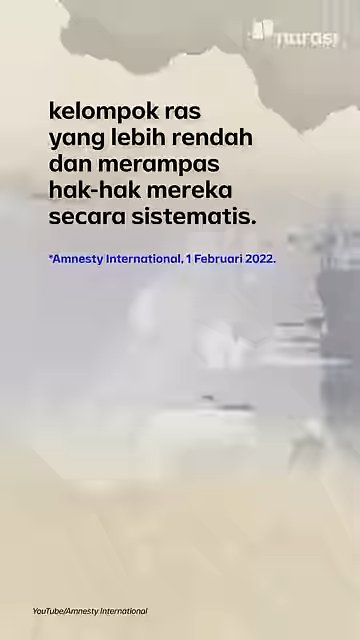 narasi
kelompok ras
yang lebih rendah
dan merampas
hak-hak mereka
secara sistematis.
*Amnesty International, 1 Februari 2022.
YouTube/Amnesty International